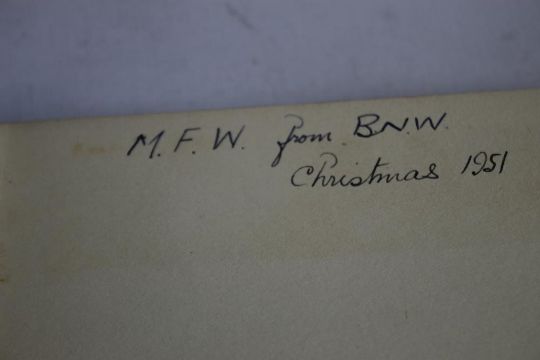 M. F. W. from B.N.W.
Christmas 1951